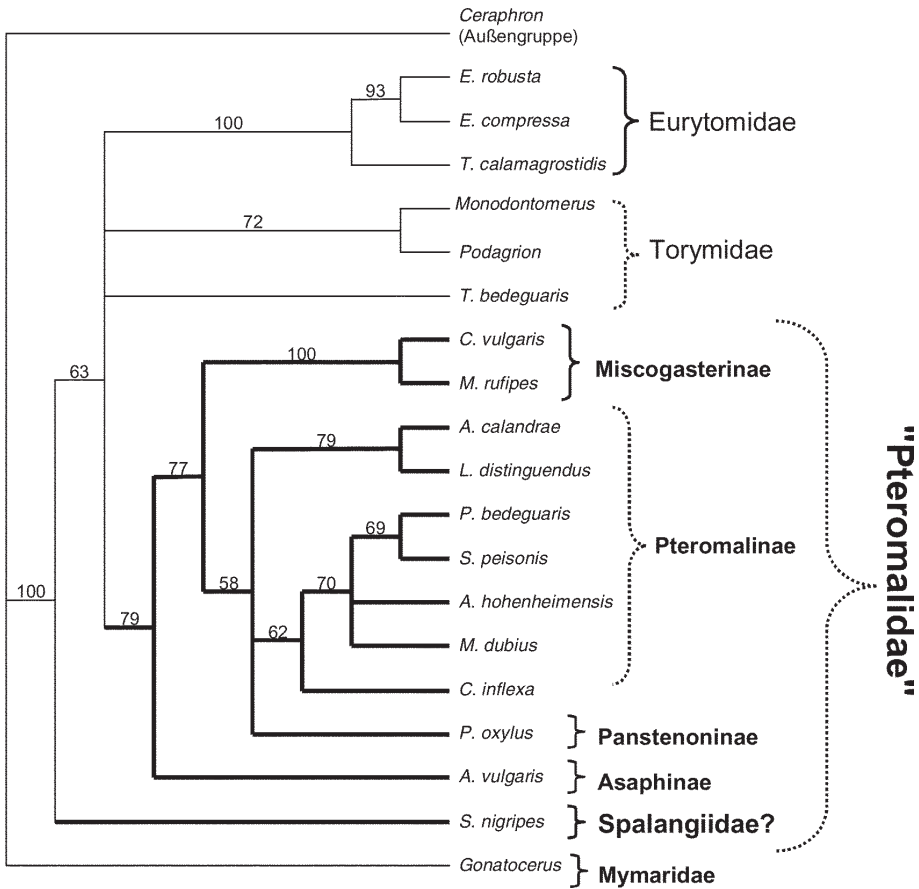 Ceraphron
(Außengruppe)
E. robusta
93
E. compressa
Eurytomidae
100
T. calamagrostidis
Monodontomerus
72
Podagrion
Torymidae
T. bedeguaris
C. vulgaris
100
Miscogasterinae
M. rufipes
63
A. calandrae
79
L. distinguendus
77
P. bedeguaris
69
S. peisonis
Pteromalinae
"Pteromalidae"
58
70
A. hohenheimensis
100
79
62
M. dubius
C. inflexa
P. oxylus
Panstenoninae
A. vulgaris
Asaphinae
S. nigripes
Spalangiidae?
Gonatocerus
Mymaridae